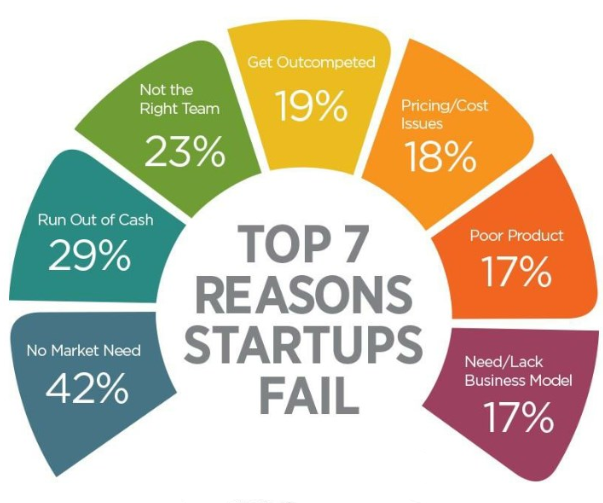 TOP 7
REASONS
STARTUPS
FAIL
No Market Need
42%
Run Out of Cash
29%
Not the
Right Team
23%
Get Outcompeted
19%
Pricing/Cost
Issues
18%
Poor Product
17%
Need/Lack
Business Model
17%